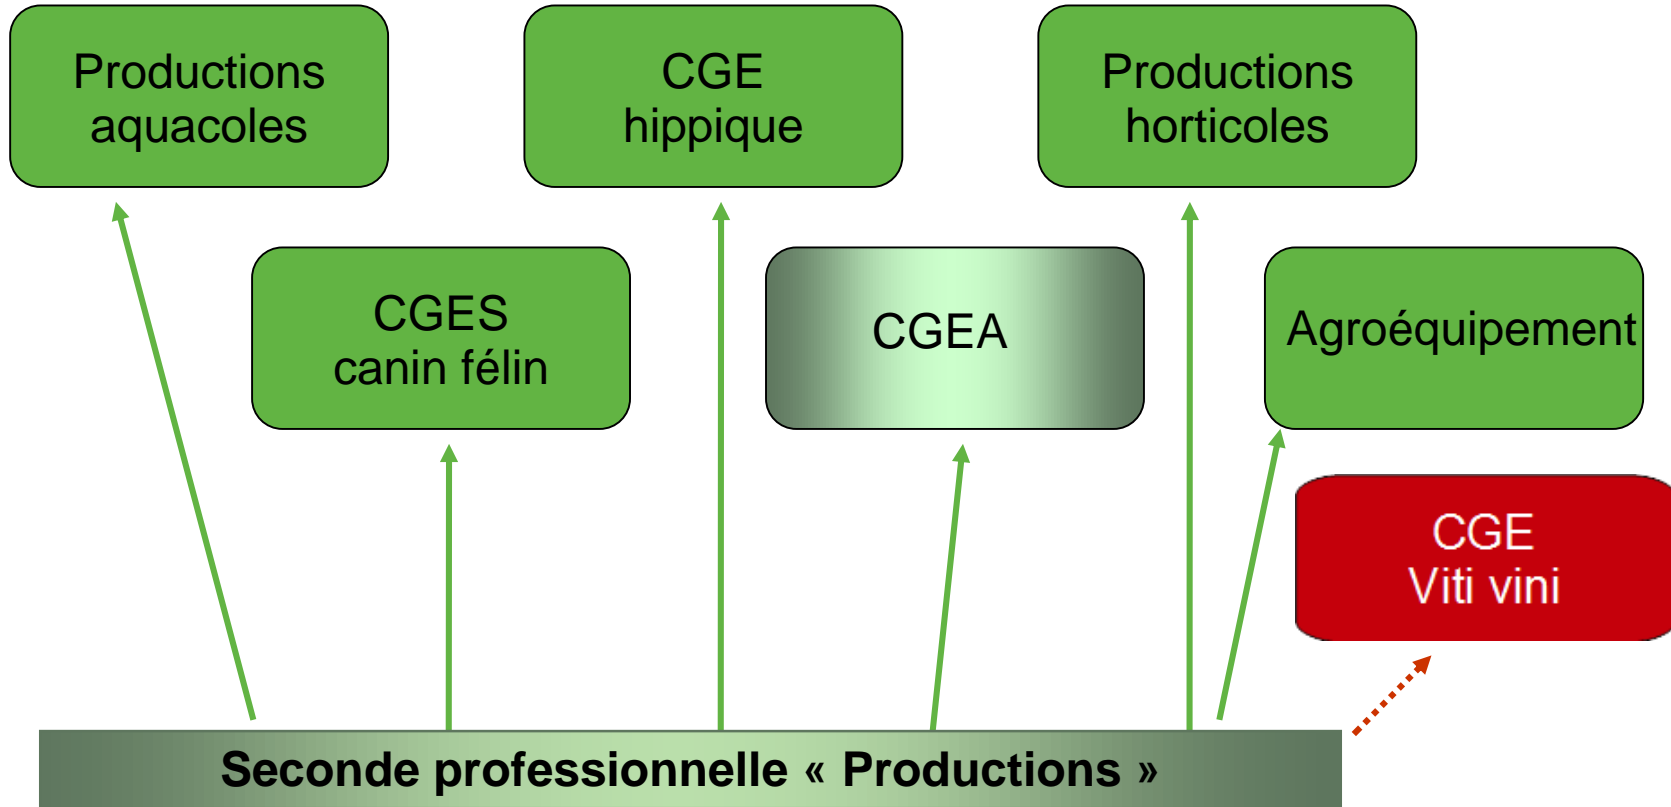 Productions
aquacoles
CGE
hippique
Productions
horticoles
CGES
canin félin
CGEA
Agroéquipement
CGE
Viti vini
Seconde professionnelle « Productions »